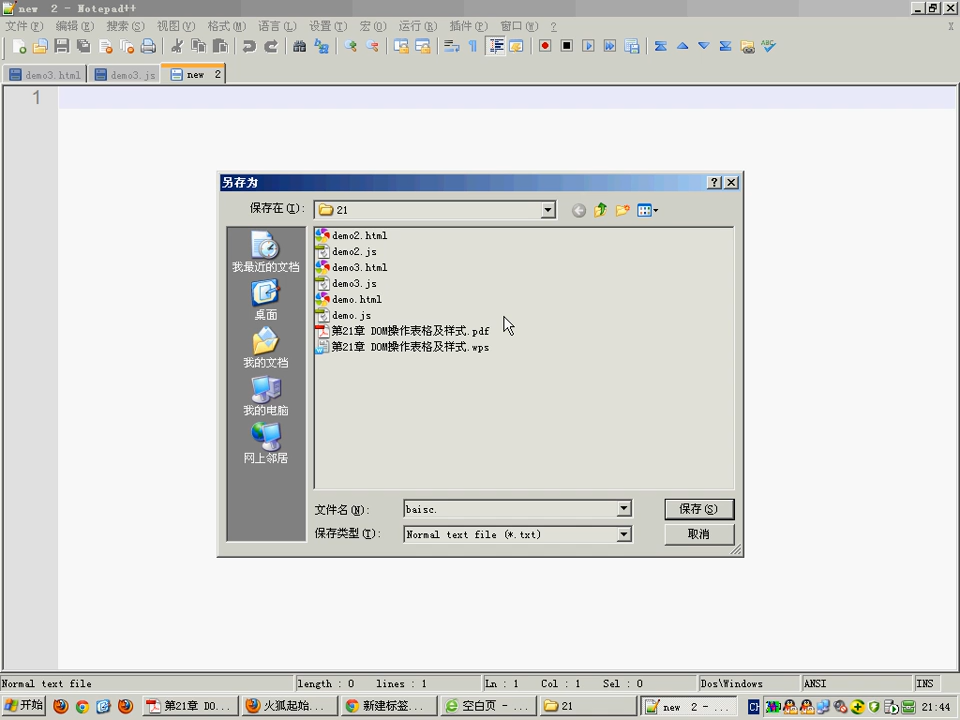 new  2 - Notepad++
文件(F) 编辑(E) 搜索(S) 视图(V) 格式(M) 语言(L) 设置(T) 宏(O) 运行(R) 插件(P) 窗口(W) ? X
demo3.html demo3.js new  2
1
另存为
保存在(I): 21
我最近的文档
桌面
我的文档
我的电脑
网上邻居
demo2.html
demo2.js
demo3.html
demo3.js
demo.html
demo.js
第21章 DOM操作表格及样式.pdf
第21章 DOM操作表格及样式.wps
文件名(N): baisc. 保存(S)
保存类型(T): Normal text file (*.txt) 取消
Normal text file length : 0 lines : 1 Ln : 1 Col : 1 Sel : 0 Dos\Windows ANSI INS
开始 第21章 DO... 火狐起始... 新建标签... 空白页 - ... 21 new  2 - ... 21:44